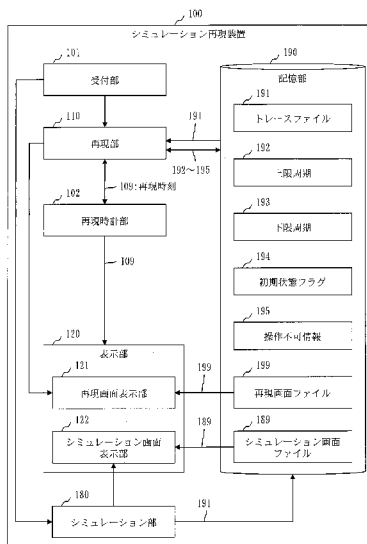 100
シミュレーション再現装置
101
受付部
190
記憶部
191
トレースファイル
110
再現部
191
192～195
192
上限周期
109:再現時刻
102
再現時計部
193
下限周期
109
194
初期状態フラグ
195
操作不可情報
120
表示部
121
再現画面表示部
199
199
再現画面ファイル
122
シミュレーション画面
表示部
189
189
シミュレーション画面
ファイル
180
シミュレーション部
191